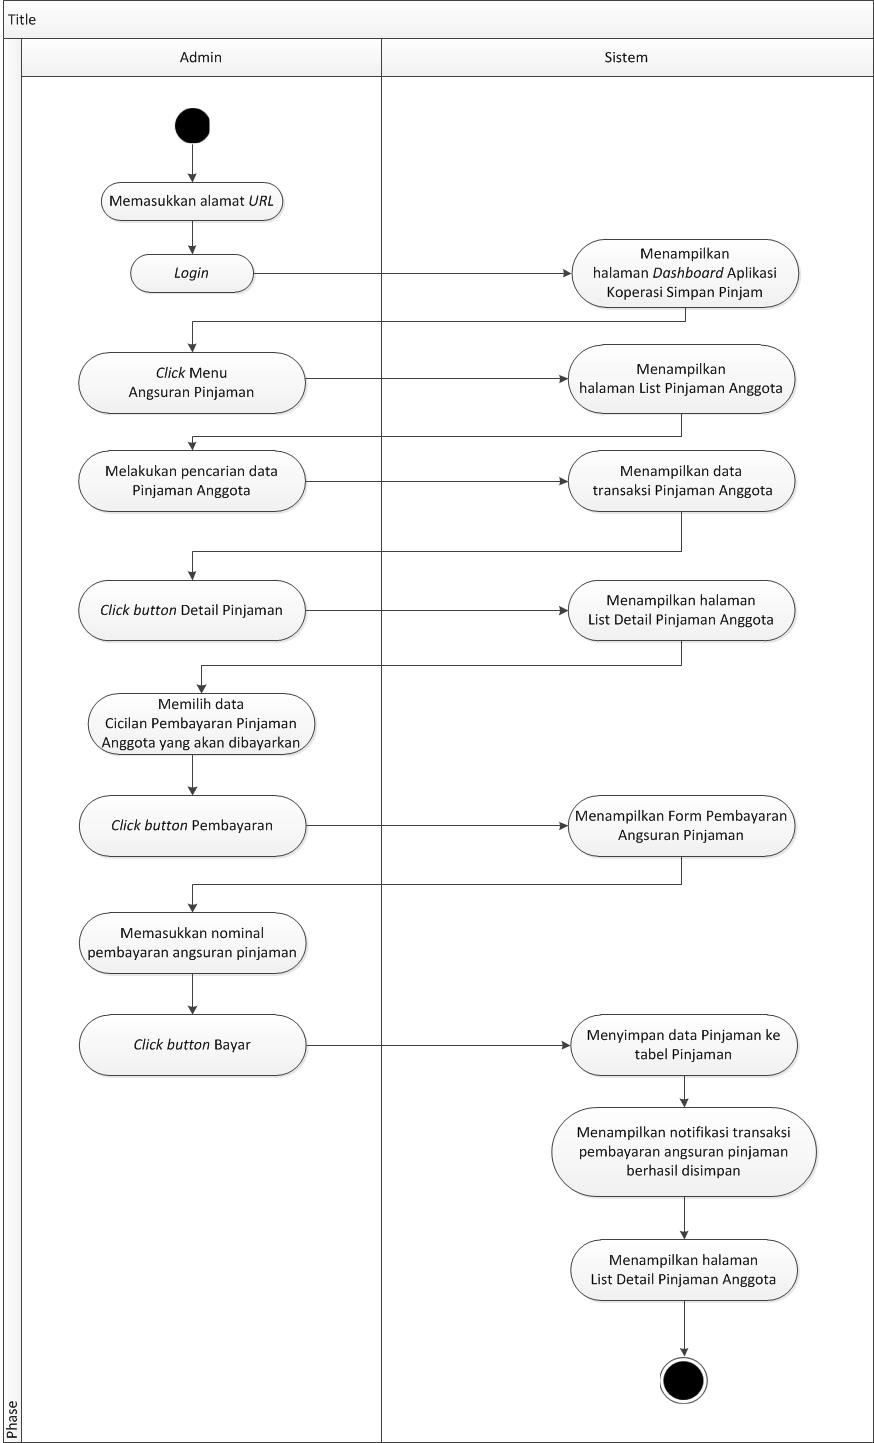 Title
Admin
Sistem
Memasukkan alamat URL
Login
Menampilkan
halaman Dashboard Aplikasi
Koperasi Simpan Pinjam
Click Menu
Angsuran Pinjaman
Menampilkan
halaman List Pinjaman Anggota
Melakukan pencarian data
Pinjaman Anggota
Menampilkan data
transaksi Pinjaman Anggota
Click button Detail Pinjaman
Menampilkan halaman
List Detail Pinjaman Anggota
Memilih data
Cicilan Pembayaran Pinjaman
Anggota yang akan dibayarkan
Click button Pembayaran
Menampilkan Form Pembayaran
Angsuran Pinjaman
Memasukkan nominal
pembayaran angsuran pinjaman
Click button Bayar
Menyimpan data Pinjaman ke
tabel Pinjaman
Menampilkan notifikasi transaksi
pembayaran angsuran pinjaman
berhasil disimpan
Menampilkan halaman
List Detail Pinjaman Anggota
Phase